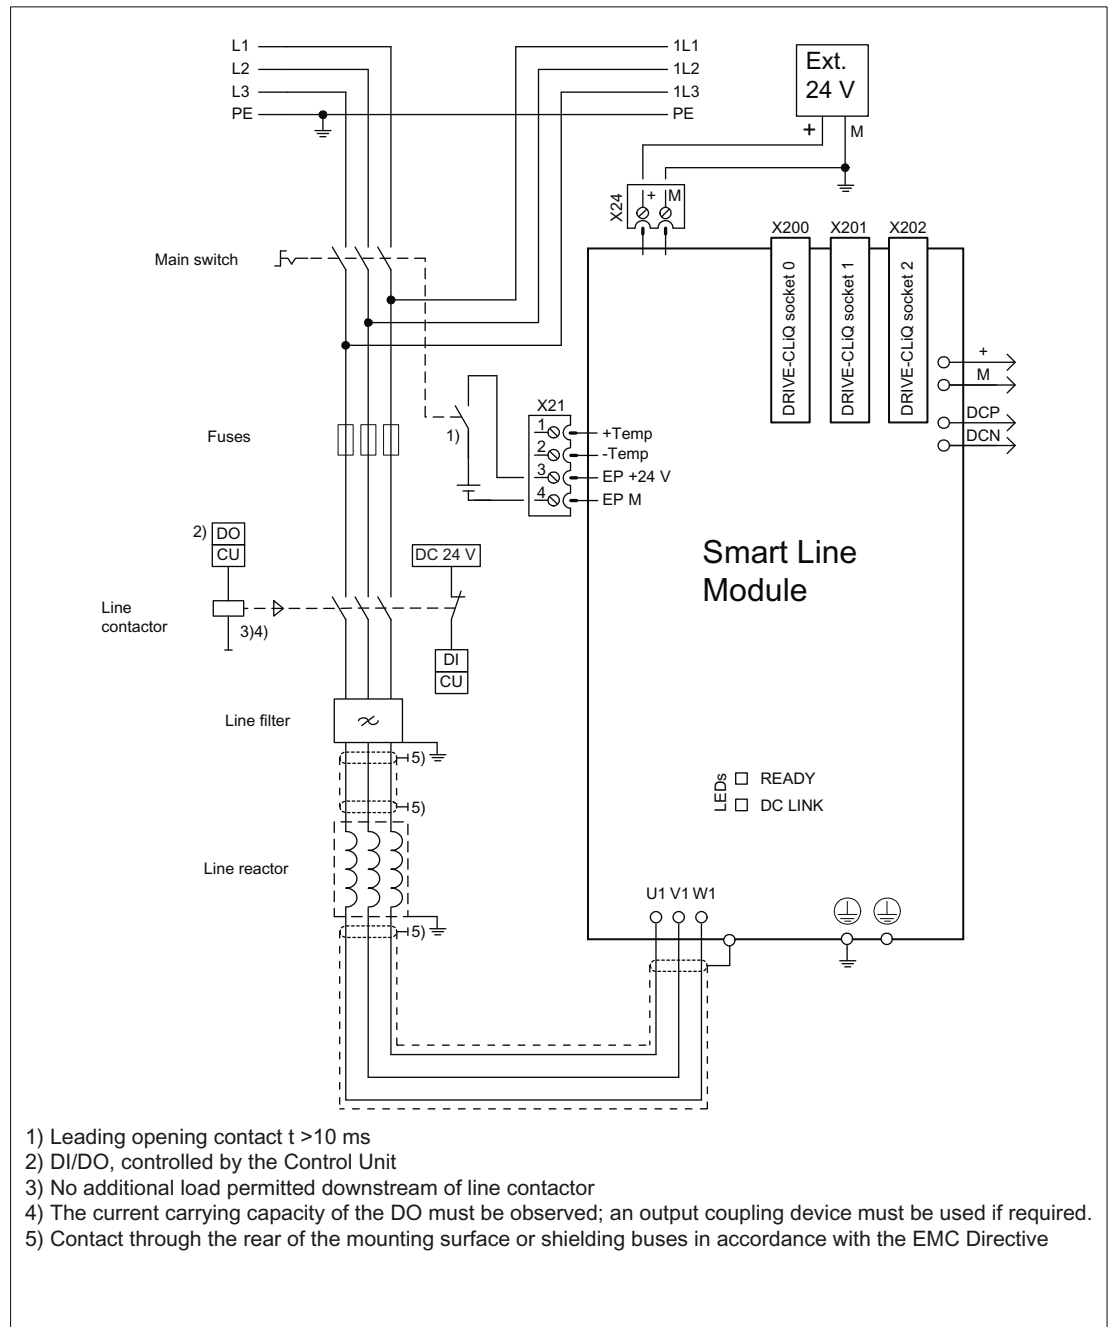 L1
L2
L3
PE
1L1
1L2
1L3
PE
Ext.
24 V
+
M
X24
+
M
X200
X201
X202
DRIVE-CLiQ socket 0
DRIVE-CLiQ socket 1
DRIVE-CLiQ socket 2
Main switch
+
M
DCP
DCN
1)
X21
1
2
3
4
+Temp
-Temp
EP +24 V
EP M
Fuses
Smart Line
Module
2)
DO
CU
DC 24 V
Line
contactor
3)4)
DI
CU
Line filter
5)
5)
LEDs
READY
DC LINK
Line reactor
5)
U1 V1 W1
1) Leading opening contact t >10 ms
2) DI/DO, controlled by the Control Unit
3) No additional load permitted downstream of line contactor
4) The current carrying capacity of the DO must be observed; an output coupling device must be used if required.
5) Contact through the rear of the mounting surface or shielding buses in accordance with the EMC Directive